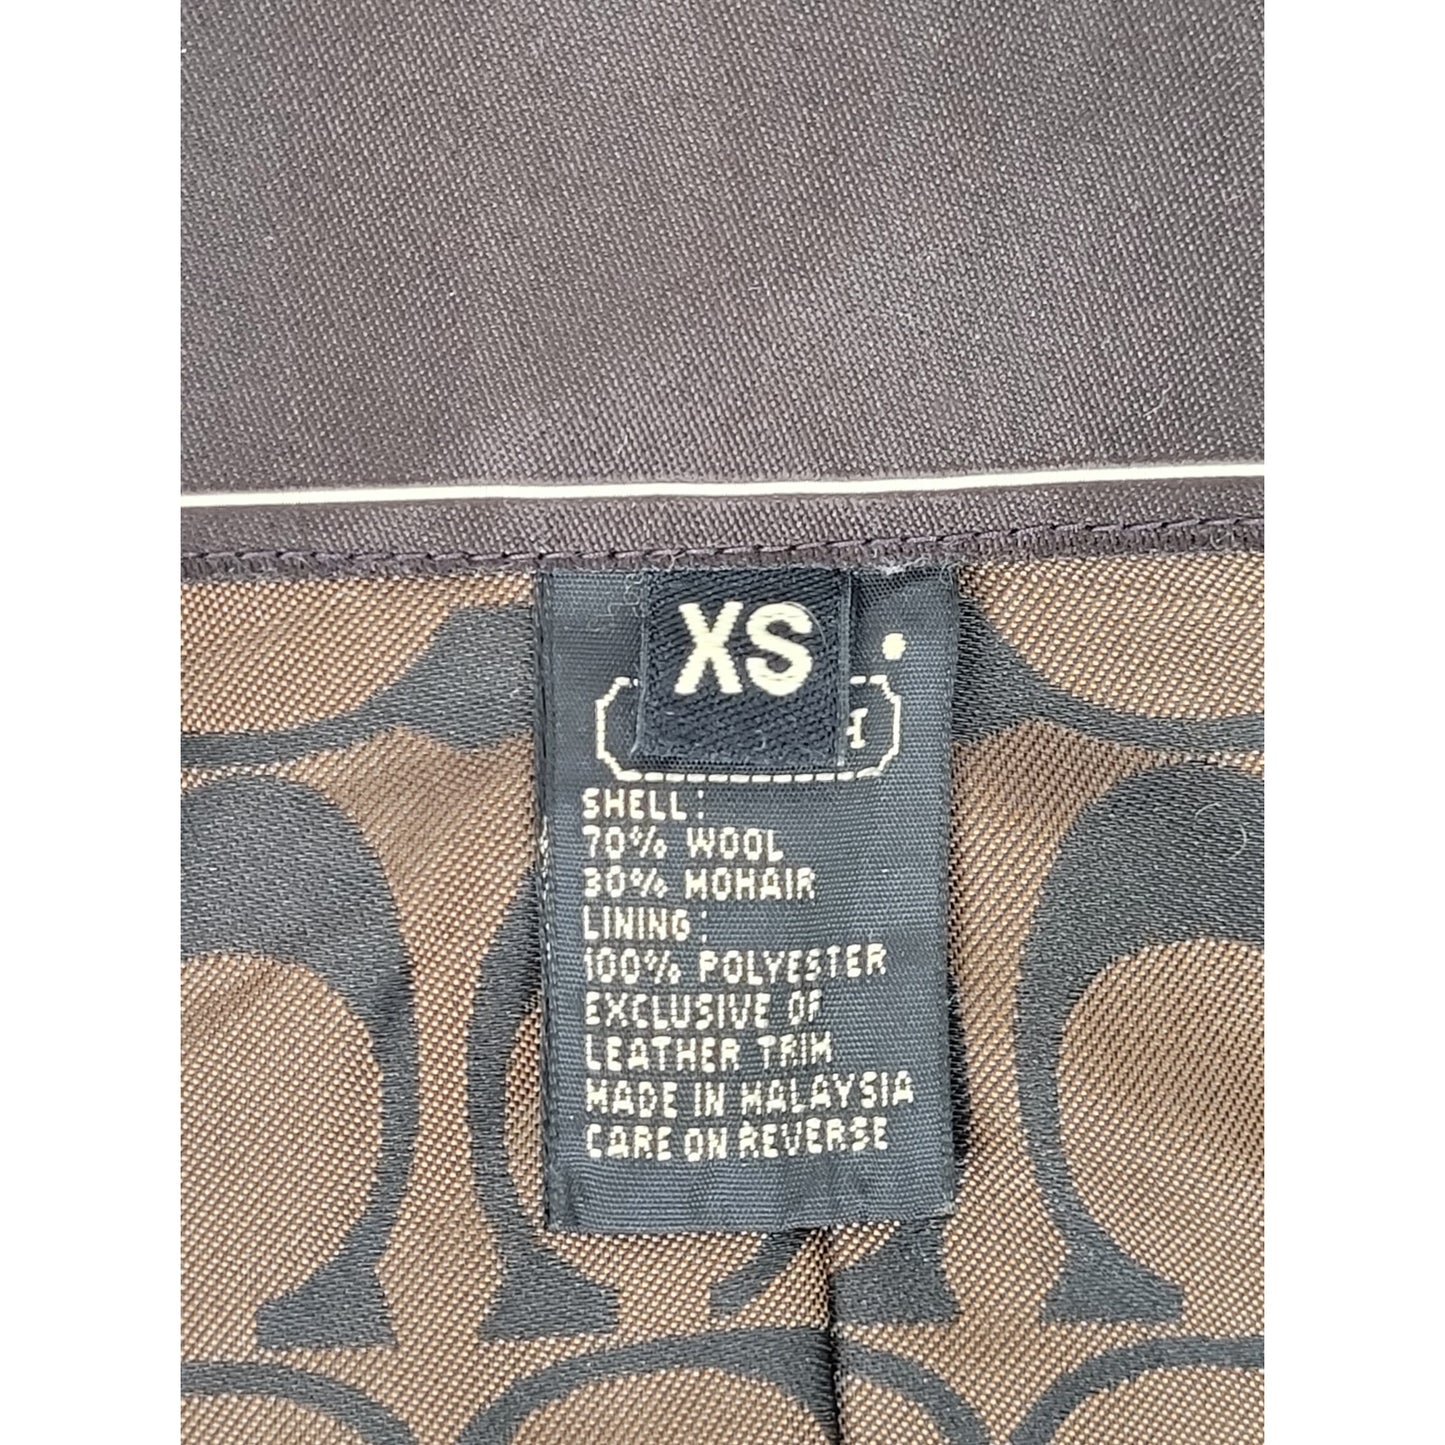 XS
SHELL:
70% WOOL
30% MOHAIR
LINING:
100% POLYESTER
EXCLUSIVE OF
LEATHER TRIM
MADE IN MALAYSIA
CARE ON REVERSE